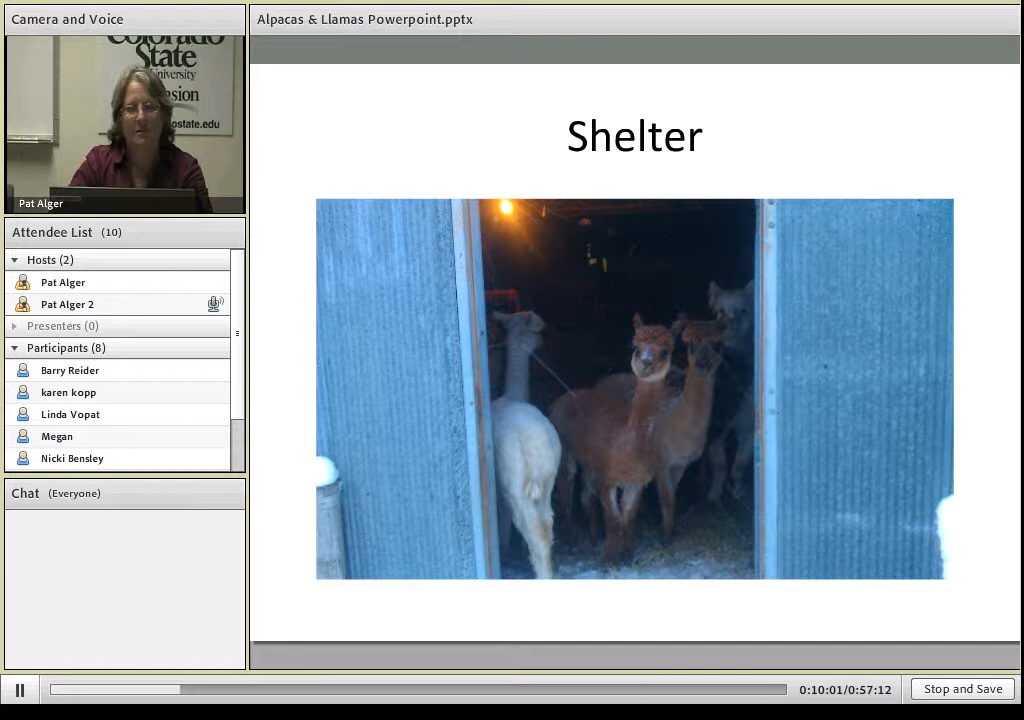 Camera and Voice
Colorado
State
University
ension
ostate.edu
Pat Alger
Attendee List (10)
Hosts (2)
Pat Alger
Pat Alger 2
Presenters (0)
Participants (8)
Barry Reider
karen kopp
Linda Vopat
Megan
Nicki Bensley
Chat (Everyone)
Alpacas & Llamas Powerpoint.pptx
Shelter
0:10:01/0:57:12
Stop and Save